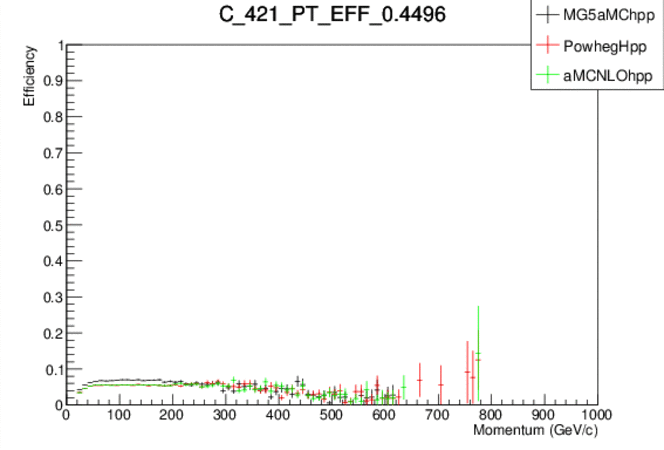 C_421_PT_EFF_0.4496
MG5aMChpp
PowhegHpp
aMCNLOhpp
Efficiency
1
0.9
0.8
0.7
0.6
0.5
0.4
0.3
0.2
0.1
0
0 100 200 300 400 500 600 700 800 900 1000
Momentum (GeV/c)